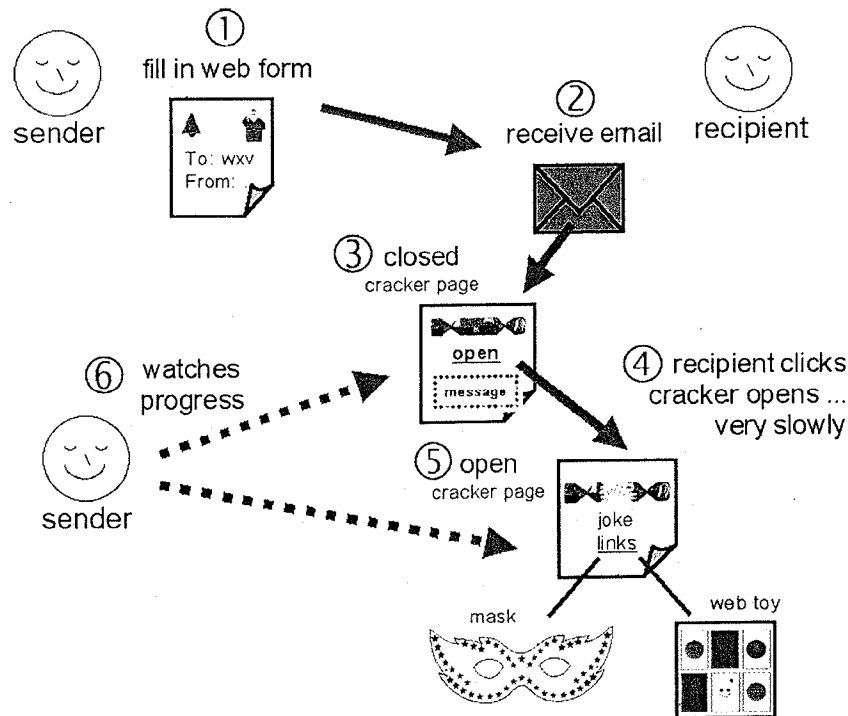 ①
fill in web form
sender
To: wxv
From:
②
receive email
recipient
③ closed
cracker page
open
message
④ recipient clicks
cracker opens ...
very slowly
⑤ open
cracker page
joke
links
⑥ watches
progress
sender
mask
web toy